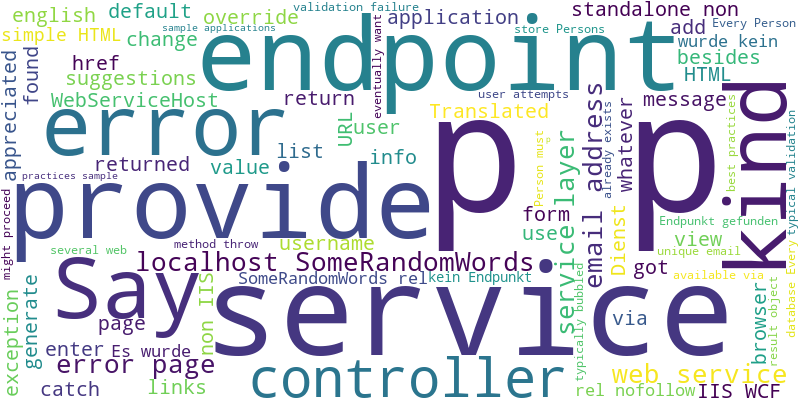 validation failure
english default override application standalone non
simple HTML sample applications store Persons add Every Person
change endpoint wurde kein
href eventually want besides
found suggestions HTML
appreciated WebServiceHost return user attempts message
error URL Translated
user p p kind
returned value list info email address whatever already exists best practices typical validation
practices sample provide Person must
form service layer
Endpunkt gefunden
might proceed several web method throw username use Dienst view unique email
Say localhost SomeRandomWords got
SomeRandomWords rel kein Endpunkt available via
exception generate non IIS service typically bubbled result object database Every
page via browser
enter Es wurde
error page controller web service
catch links rel nofollow IIS WCF